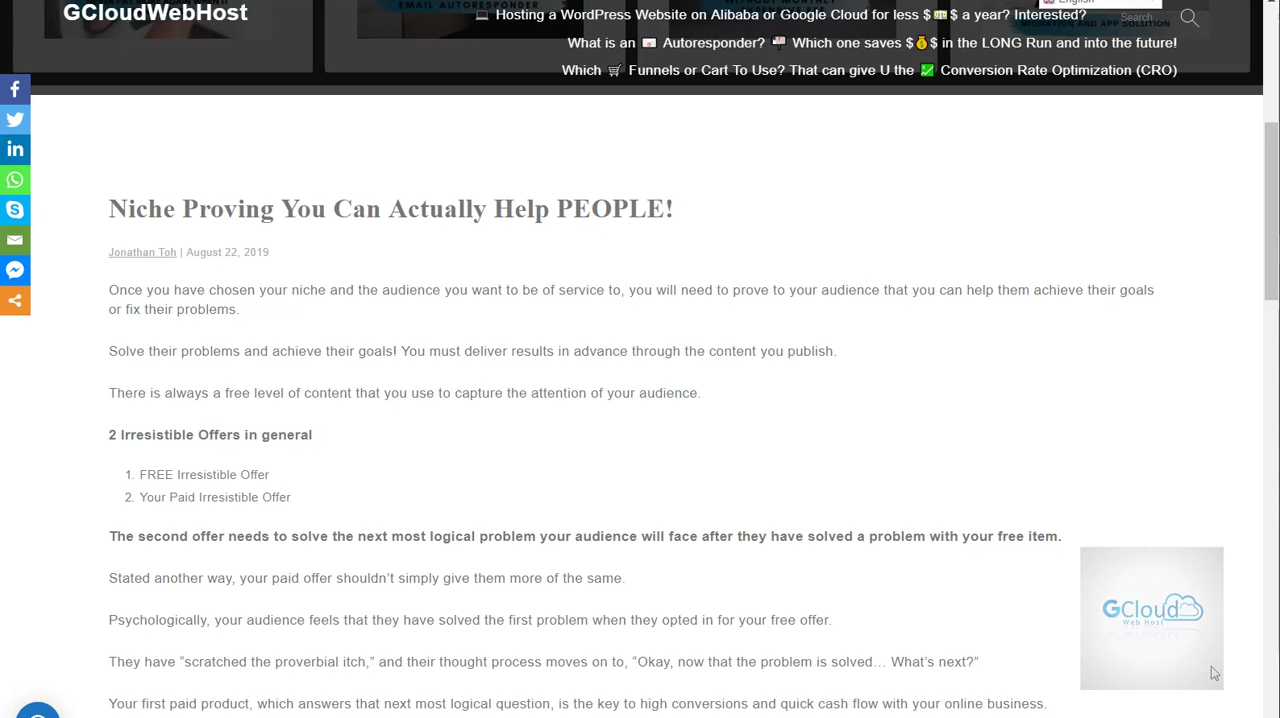 EMAIL AUTORESPONDER
MIGRATION AND APP SOLUTION
English
GCloudWebHost
💻 Hosting a WordPress Website on Alibaba or Google Cloud for less $💵$ a year? Interested?
Search
What is an 📧 Autoresponder? 📬 Which one saves $💰$ in the LONG Run and into the future!
Which 🛒 Funnels or Cart To Use? That can give U the 💹 Conversion Rate Optimization (CRO)
Niche Proving You Can Actually Help PEOPLE!
Jonathan Toh | August 22, 2019
Once you have chosen your niche and the audience you want to be of service to, you will need to prove to your audience that you can help them achieve their goals
or fix their problems.
Solve their problems and achieve their goals! You must deliver results in advance through the content you publish.
There is always a free level of content that you use to capture the attention of your audience.
2 Irresistible Offers in general
1. FREE Irresistible Offer
2. Your Paid Irresistible Offer
The second offer needs to solve the next most logical problem your audience will face after they have solved a problem with your free item.
Stated another way, your paid offer shouldn’t simply give them more of the same.
GCloud
Web Host
Psychologically, your audience feels that they have solved the first problem when they opted in for your free offer.
They have “scratched the proverbial itch,” and their thought process moves on to, “Okay, now that the problem is solved… What’s next?”
Your first paid product, which answers that next most logical question, is the key to high conversions and quick cash flow with your online business.